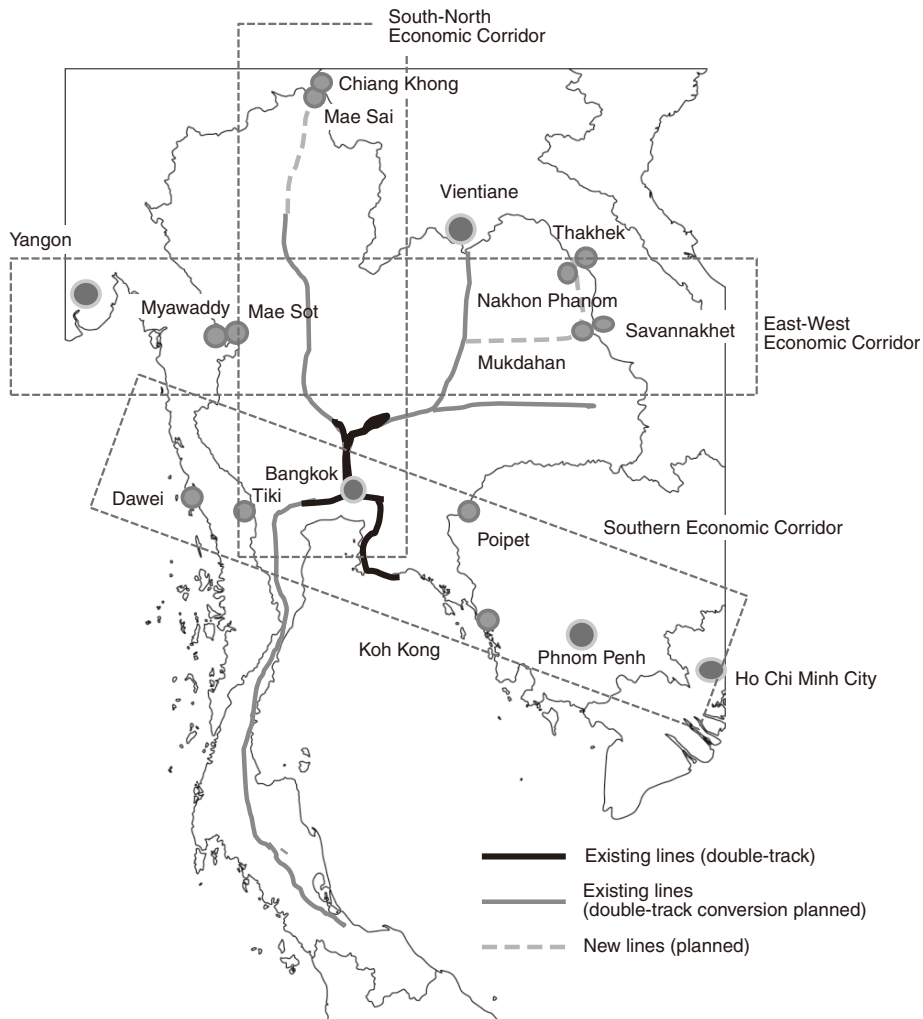 South-North
Economic Corridor
Chiang Khong
Mae Sai
Vientiane
Thakhek
Yangon
Nakhon Phanom
Myawaddy
Mae Sot
Savannakhet
East-West
Economic Corridor
Mukdahan
Bangkok
Dawei
Tiki
Southern Economic Corridor
Poipet
Koh Kong
Phnom Penh
Ho Chi Minh City
Existing lines (double-track)
Existing lines
(double-track conversion planned)
New lines (planned)